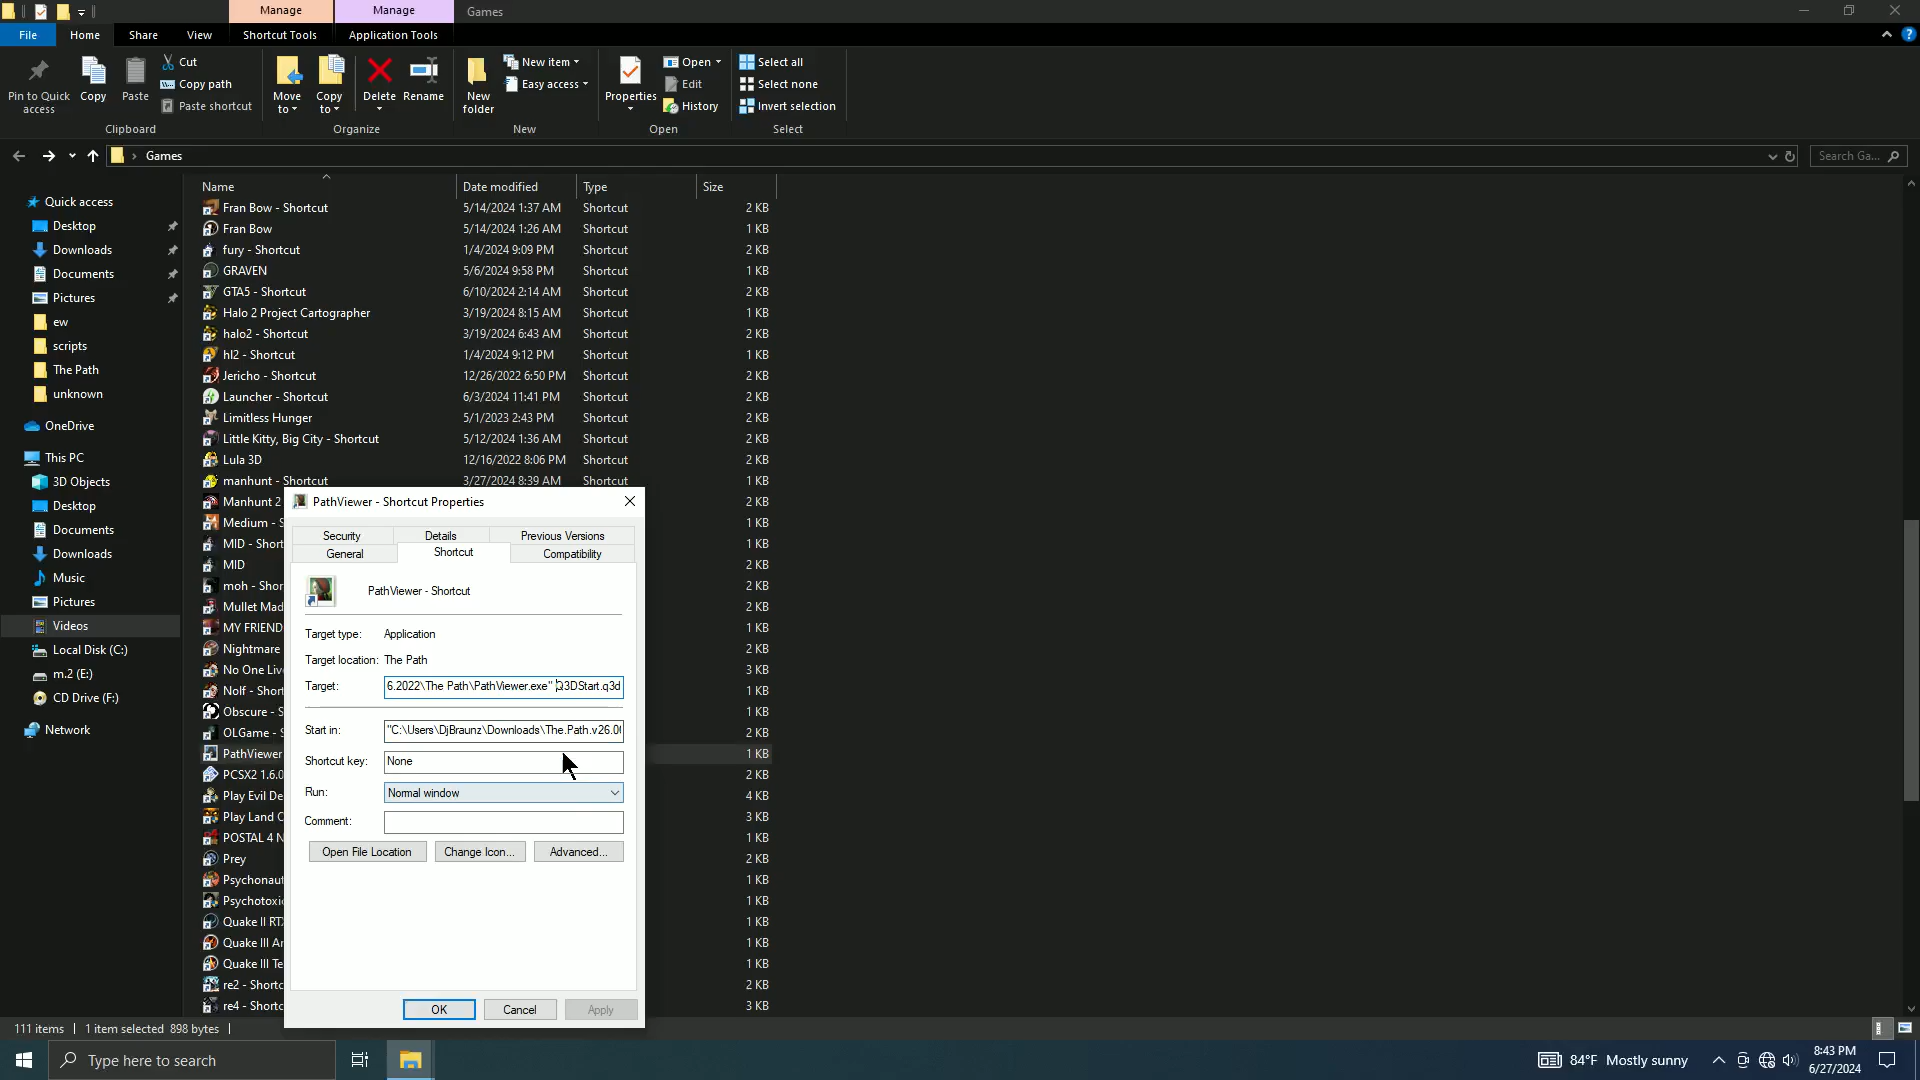 Manage
Manage
Games
File
Home
Share
View
Shortcut Tools
Application Tools
Pin to Quick access
Copy
Paste
Cut
Copy path
Paste shortcut
Clipboard
Move to
Copy to
Delete
Rename
Organize
New folder
New item
Easy access
New
Properties
Open
Edit
History
Open
Select all
Select none
Invert selection
Select
Games
Search Ga...
Quick access
Desktop
Downloads
Documents
Pictures
ew
scripts
The Path
unknown
OneDrive
This PC
3D Objects
Desktop
Documents
Downloads
Music
Pictures
Videos
Local Disk (C:)
m.2 (E:)
CD Drive (F:)
Network
Name Date modified Type Size
Fran Bow - Shortcut 5/14/2024 1:37 AM Shortcut 2 KB
Fran Bow 5/14/2024 1:26 AM Shortcut 1 KB
fury - Shortcut 1/4/2024 9:09 PM Shortcut 2 KB
GRAVEN 5/6/2024 9:58 PM Shortcut 1 KB
GTA5 - Shortcut 6/10/2024 2:14 AM Shortcut 2 KB
Halo 2 Project Cartographer 3/19/2024 8:15 AM Shortcut 1 KB
halo2 - Shortcut 3/19/2024 6:43 AM Shortcut 2 KB
hl2 - Shortcut 1/4/2024 9:12 PM Shortcut 2 KB
Jericho - Shortcut 12/26/2022 6:50 PM Shortcut 2 KB
Launcher - Shortcut 6/3/2024 11:41 PM Shortcut 2 KB
Limitless Hunger 5/1/2023 2:43 PM Shortcut 2 KB
Little Kitty, Big City - Shortcut 5/12/2024 1:36 AM Shortcut 2 KB
Lula 3D 12/16/2022 8:06 PM Shortcut 2 KB
manhunt - Shortcut 3/27/2024 8:39 AM Shortcut 1 KB
Manhunt 2 1 KB
Medium - S 1 KB
MID - Short 1 KB
MID 1 KB
moh - Shor 2 KB
Mullet Mad 2 KB
MY FRIEND 1 KB
Nightmare 2 KB
No One Liv 3 KB
Nolf - Short 2 KB
Obscure - S 2 KB
OLGame - S 2 KB
PathViewer 1 KB
PCSX2 1.6.0 2 KB
Play Evil De 4 KB
Play Land O 3 KB
POSTAL 4 N 1 KB
Prey 2 KB
Psychonaut 1 KB
Psychotoxic 1 KB
Quake II RTX 1 KB
Quake III Ar 1 KB
Quake III Te 1 KB
re2 - Shortc 2 KB
re4 - Shortc 3 KB
PathViewer - Shortcut Properties
Security Details Previous Versions
General Shortcut Compatibility
PathViewer - Shortcut
Target type: Application
Target location: The Path
Target: 6.2022\The Path\PathViewer.exe" Q3DStart.q3d
Start in: "C:\Users\DjBraunz\Downloads\The.Path.v26.0
Shortcut key: None
Run: Normal window
Comment:
Open File Location Change Icon... Advanced...
OK Cancel Apply
111 items 1 item selected 898 bytes
Type here to search
84°F Mostly sunny
8:43 PM
6/27/2024